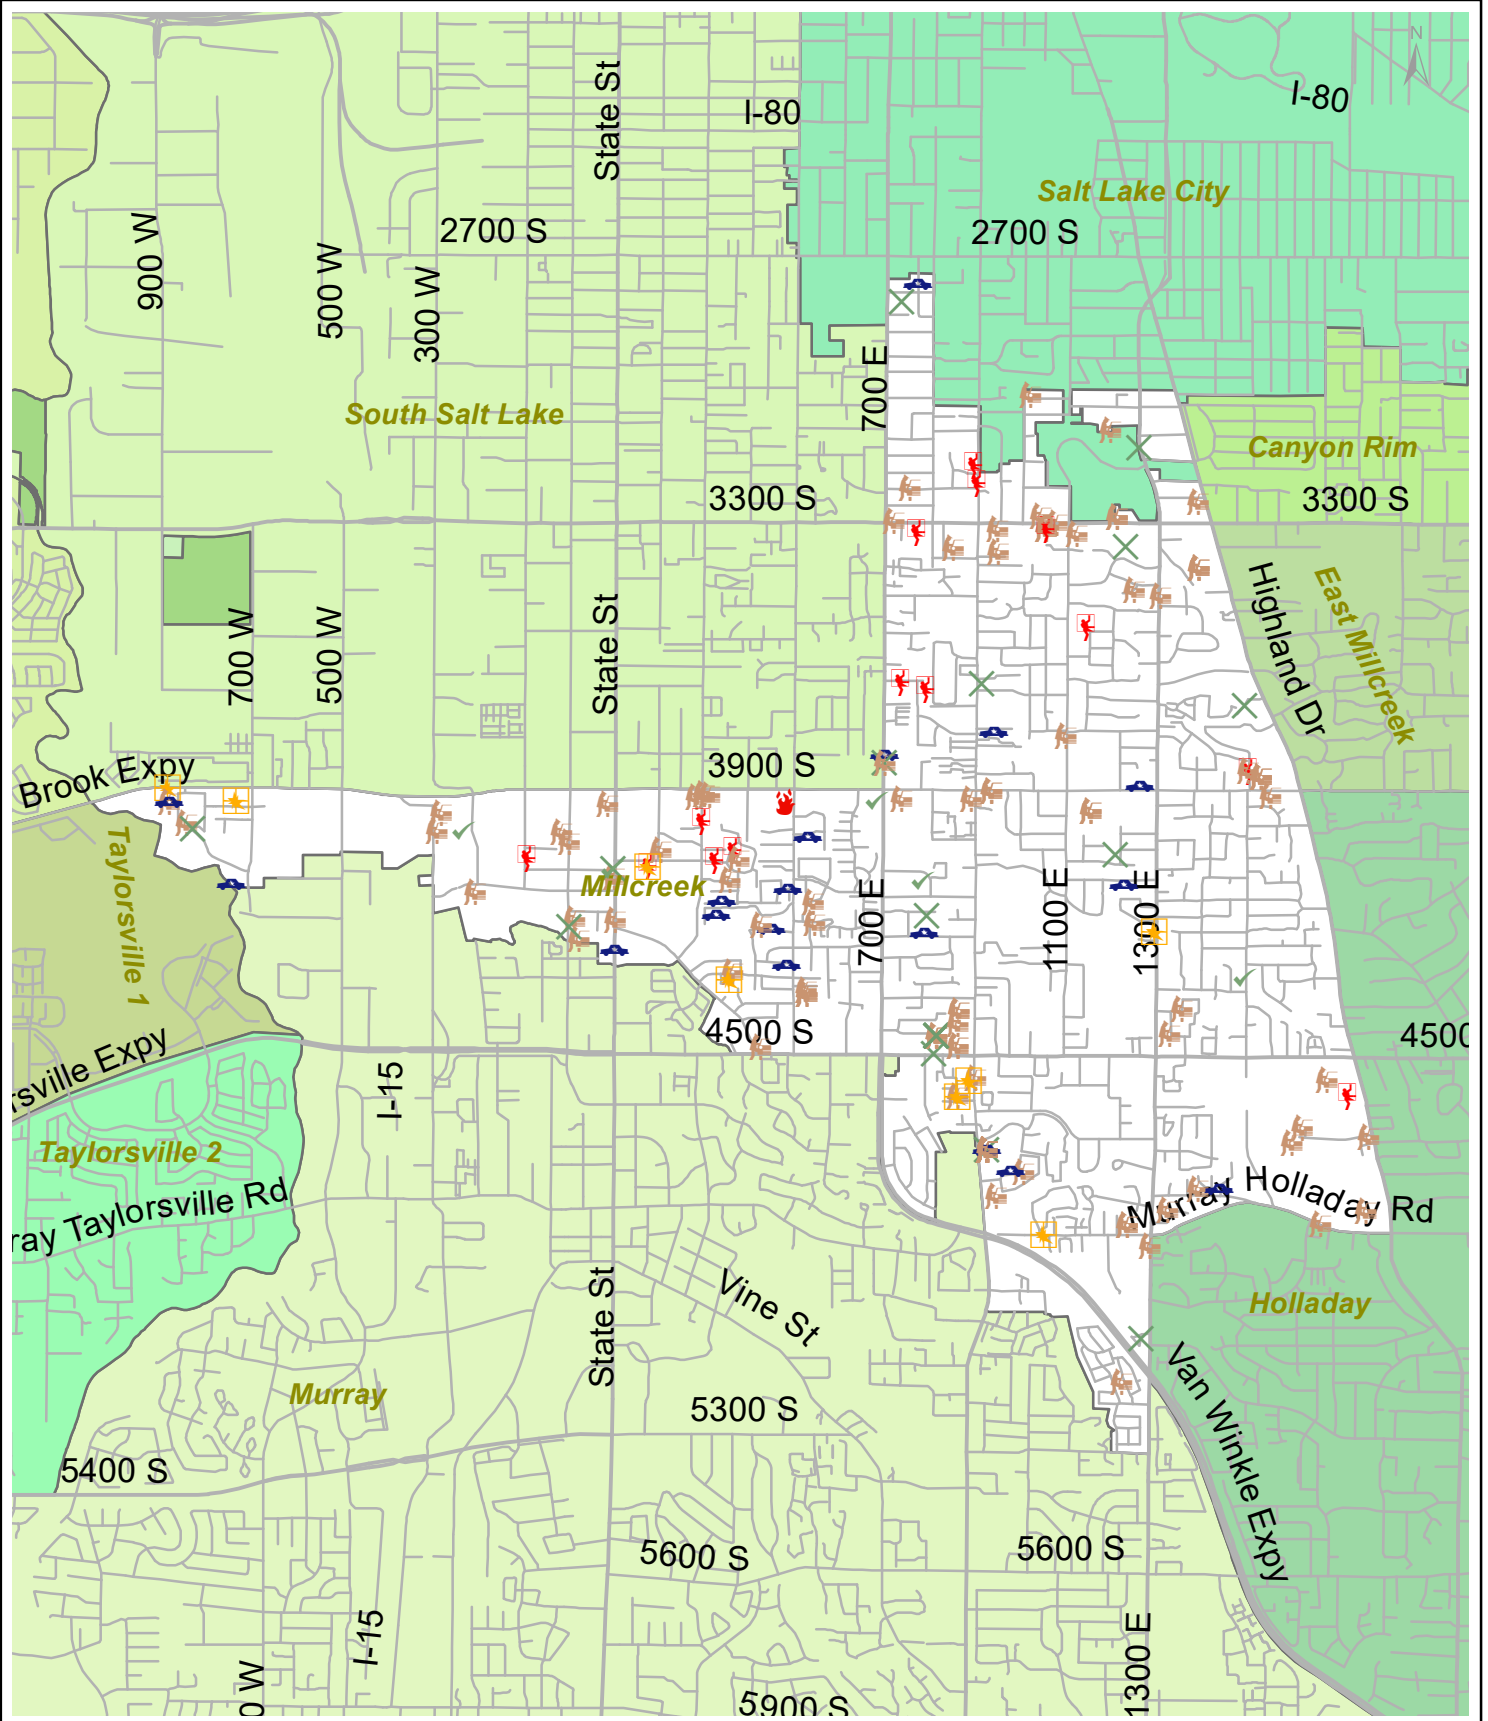 N
I-80
I-80
State St
Salt Lake City
2700 S
2700 S
900 W
500 W
300 W
700 E
South Salt Lake
Canyon Rim
3300 S
3300 S
Highland Dr
East Millcreek
700 W
500 W
State St
Brook Expy
3900 S
Taylorsville 1
Millcreek
700 E
1100 E
1300 E
4500 S
4500
rsville Expy
I-15
Taylorsville 2
ray Taylorsville Rd
Murray Holladay Rd
State St
Vine St
Holladay
Murray
Van Winkle Expy
5300 S
5400 S
5600 S
5600 S
I-15
1300 E
0 W
5900 S